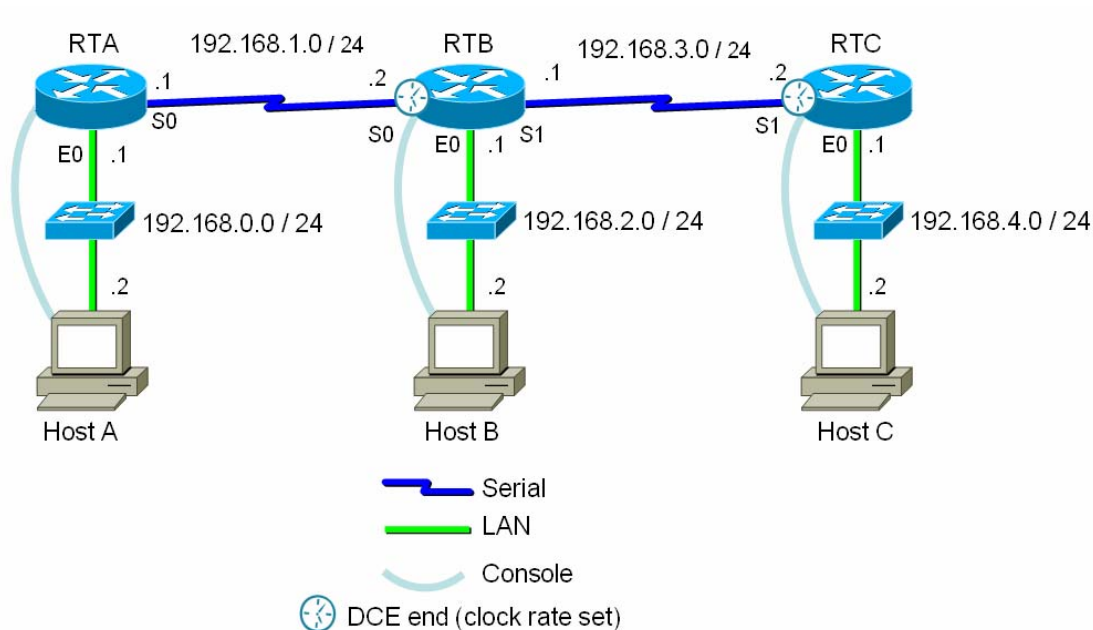 RTA
192.168.1.0 / 24
RTB
192.168.3.0 / 24
RTC
.1
.2
.1
.2
S0
S0
S1
S1
E0
.1
E0
.1
E0
.1
192.168.0.0 / 24
192.168.2.0 / 24
192.168.4.0 / 24
.2
.2
.2
Host A
Host B
Host C
Serial
LAN
Console
DCE end (clock rate set)